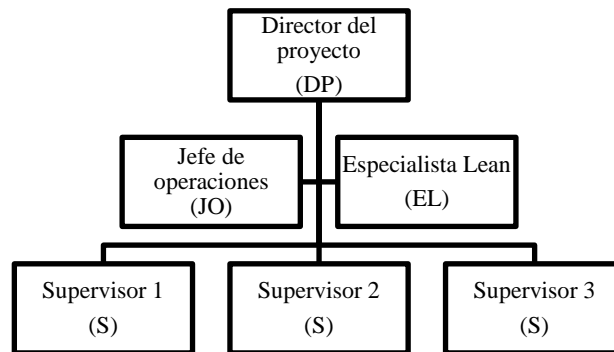 Director del
proyecto
(DP)
Jefe de
operaciones
(JO)
Especialista Lean
(EL)
Supervisor 1
(S)
Supervisor 2
(S)
Supervisor 3
(S)